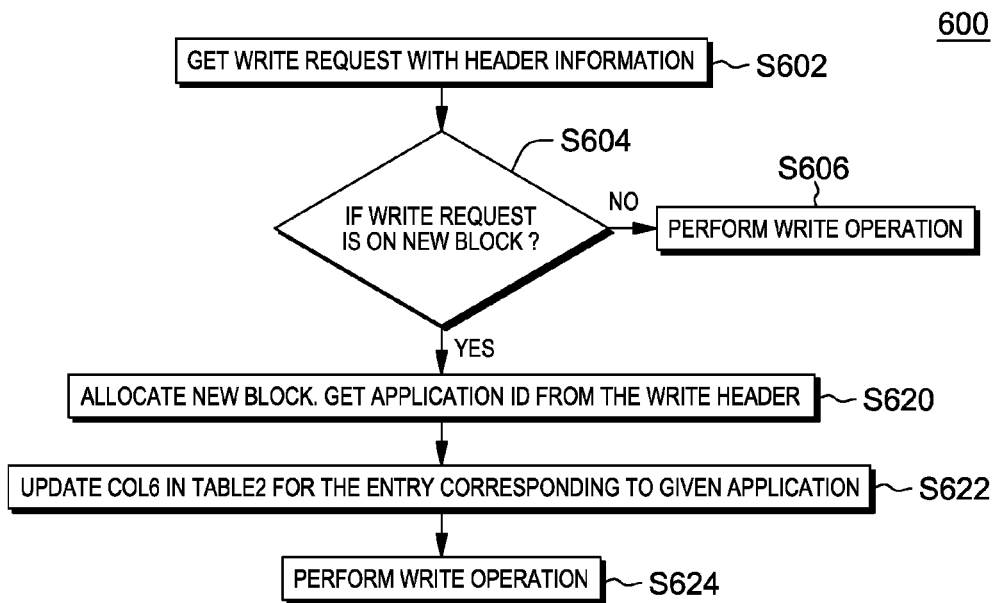 600
GET WRITE REQUEST WITH HEADER INFORMATION
S602
S604
IF WRITE REQUEST
IS ON NEW BLOCK ?
NO
S606
PERFORM WRITE OPERATION
YES
ALLOCATE NEW BLOCK. GET APPLICATION ID FROM THE WRITE HEADER
S620
UPDATE COL6 IN TABLE2 FOR THE ENTRY CORRESPONDING TO GIVEN APPLICATION
S622
PERFORM WRITE OPERATION
S624